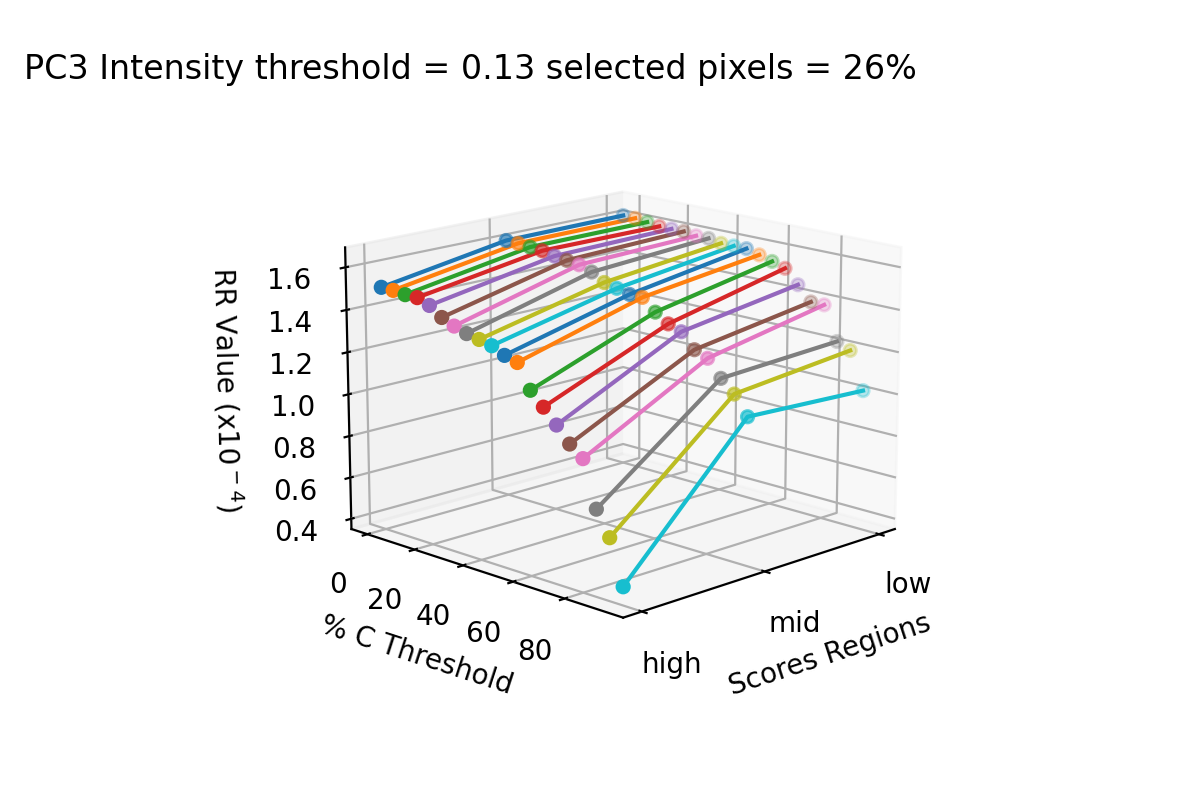 PC3 Intensity threshold = 0.13 selected pixels = 26%
RR Value (x10⁻⁴)
1.6
1.4
1.2
1.0
0.8
0.6
0.4
0
20
40
60
80
% C Threshold
high
mid
low
Scores Regions